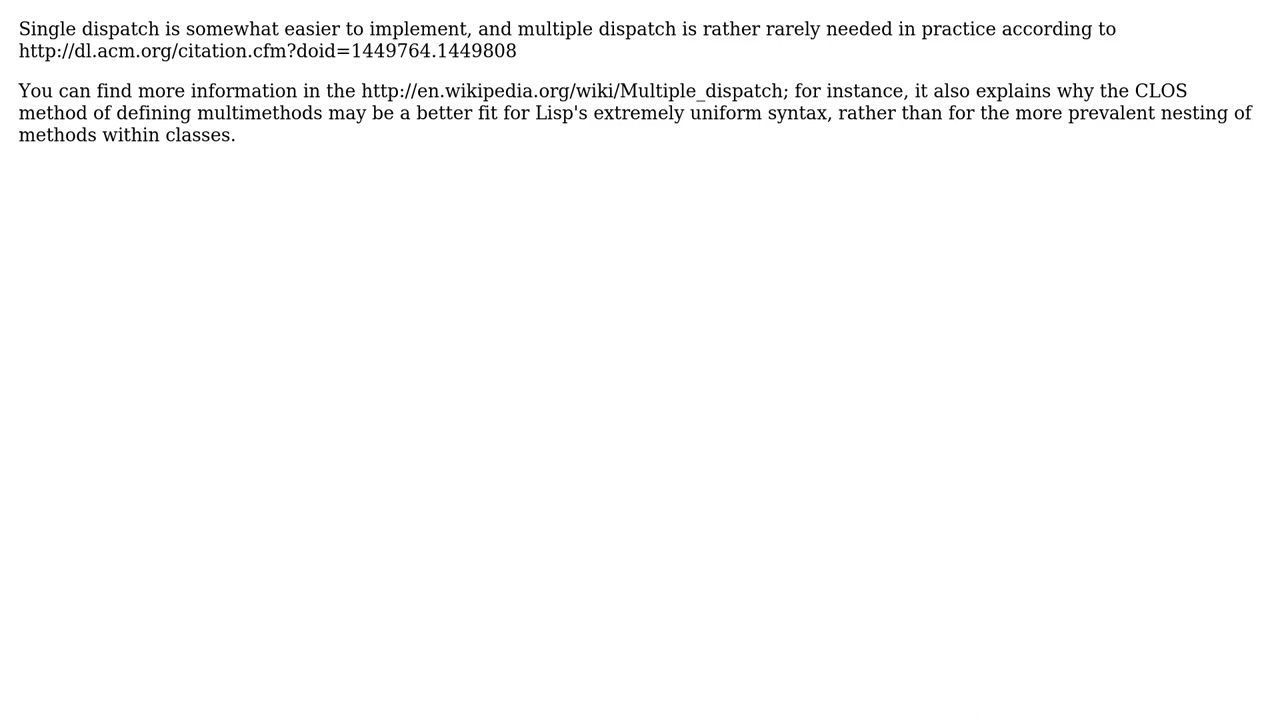 Single dispatch is somewhat easier to implement, and multiple dispatch is rather rarely needed in practice according to
http://dl.acm.org/citation.cfm?doid=1449764.1449808
You can find more information in the http://en.wikipedia.org/wiki/Multiple_dispatch; for instance, it also explains why the CLOS
method of defining multimethods may be a better fit for Lisp's extremely uniform syntax, rather than for the more prevalent nesting of
methods within classes.